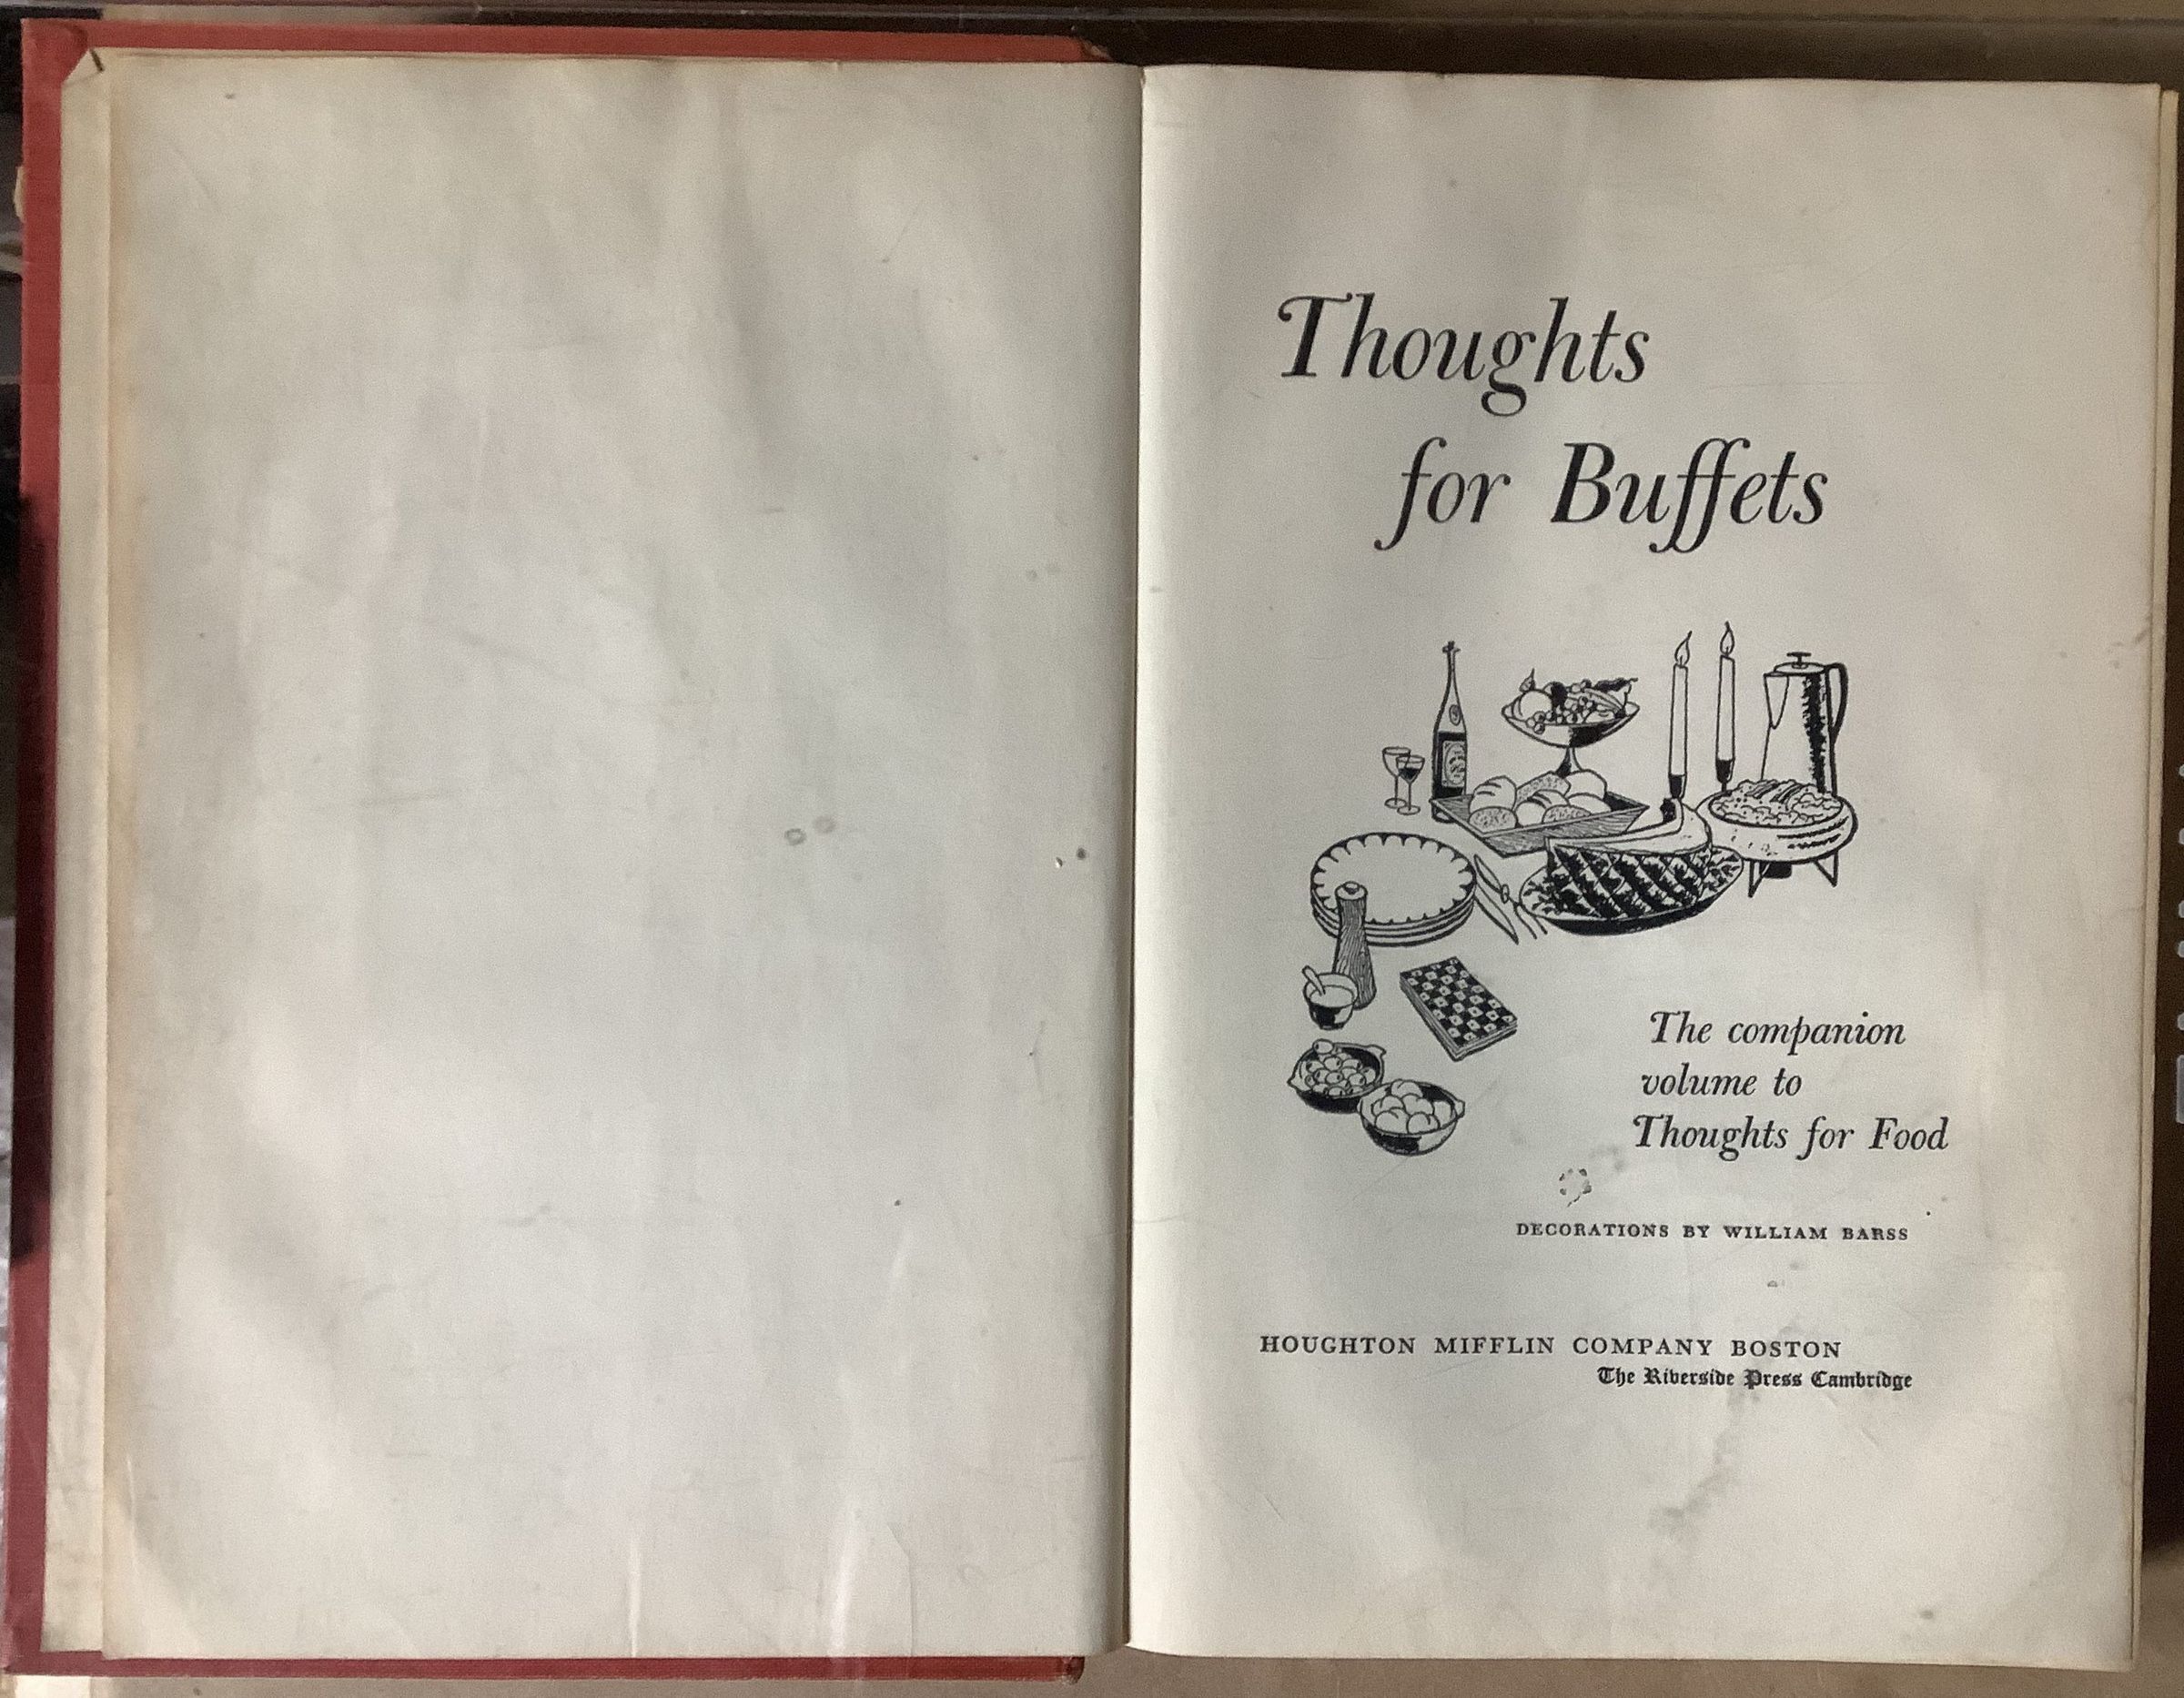 Thoughts
for Buffets
The companion
volume to
Thoughts for Food
DECORATIONS BY WILLIAM BARSS
HOUGHTON MIFFLIN COMPANY BOSTON
The Riverside Press Cambridge